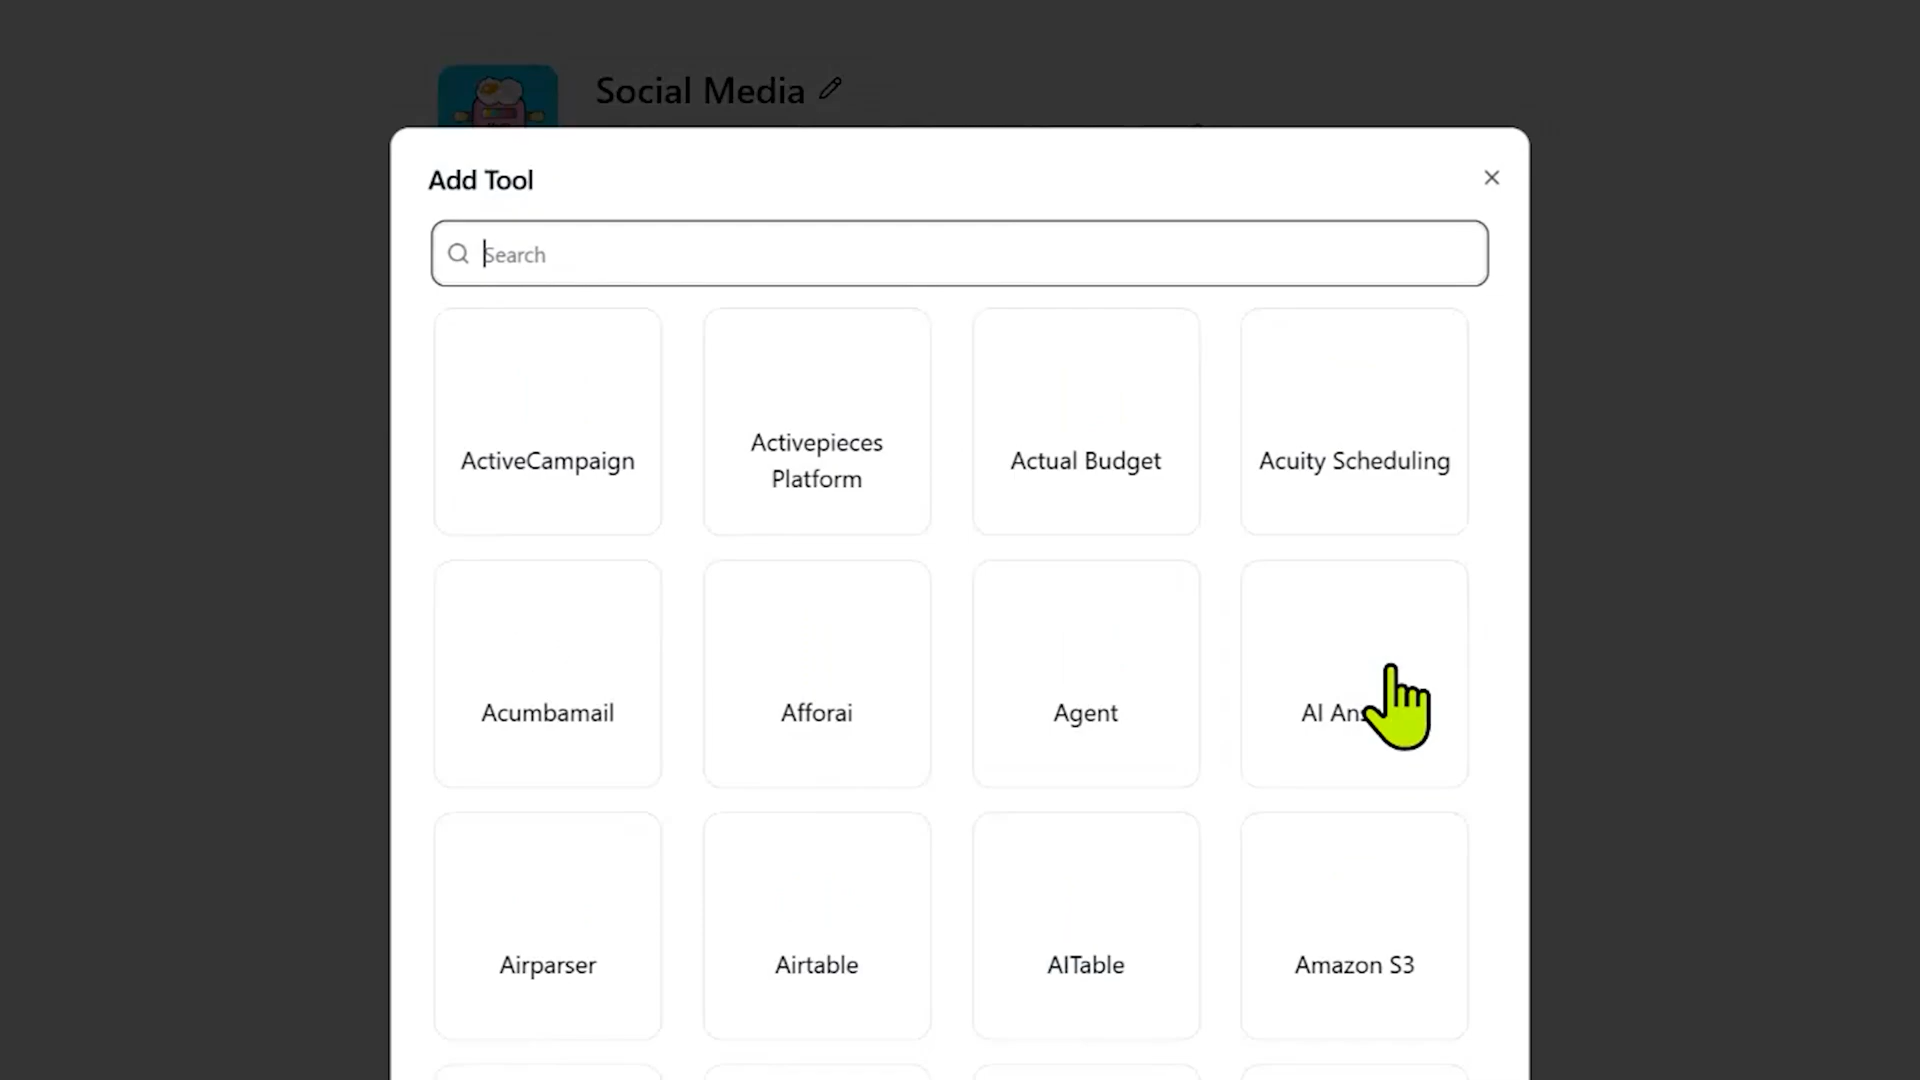 Social Media
Add Tool
Search
ActiveCampaign
Activepieces
Platform
Actual Budget
Acuity Scheduling
Acumbamail
Afforai
Agent
AI
Airparser
Airtable
AITable
Amazon S3